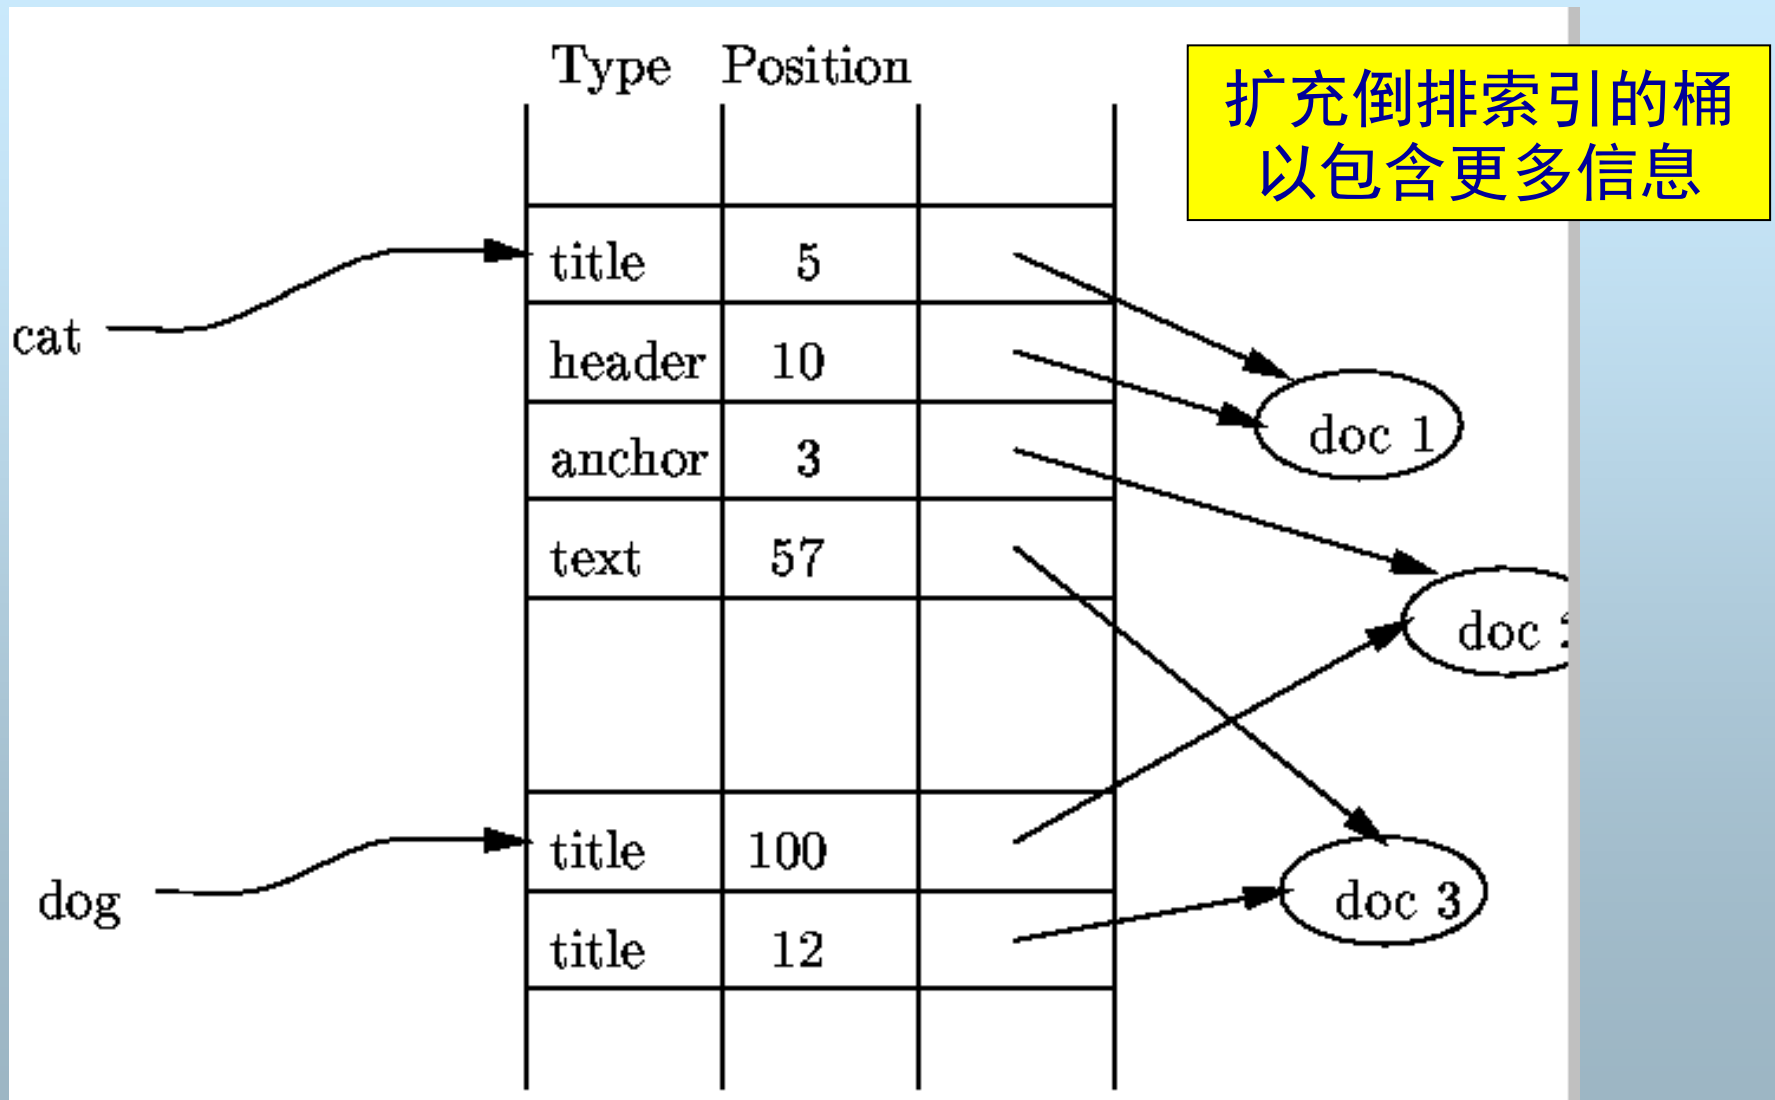 Type Position
扩充倒排索引的桶
以包含更多信息
title 5
cat
header 10
doc 1
anchor 3
text 57
doc
title 100
dog
doc 3
title 12